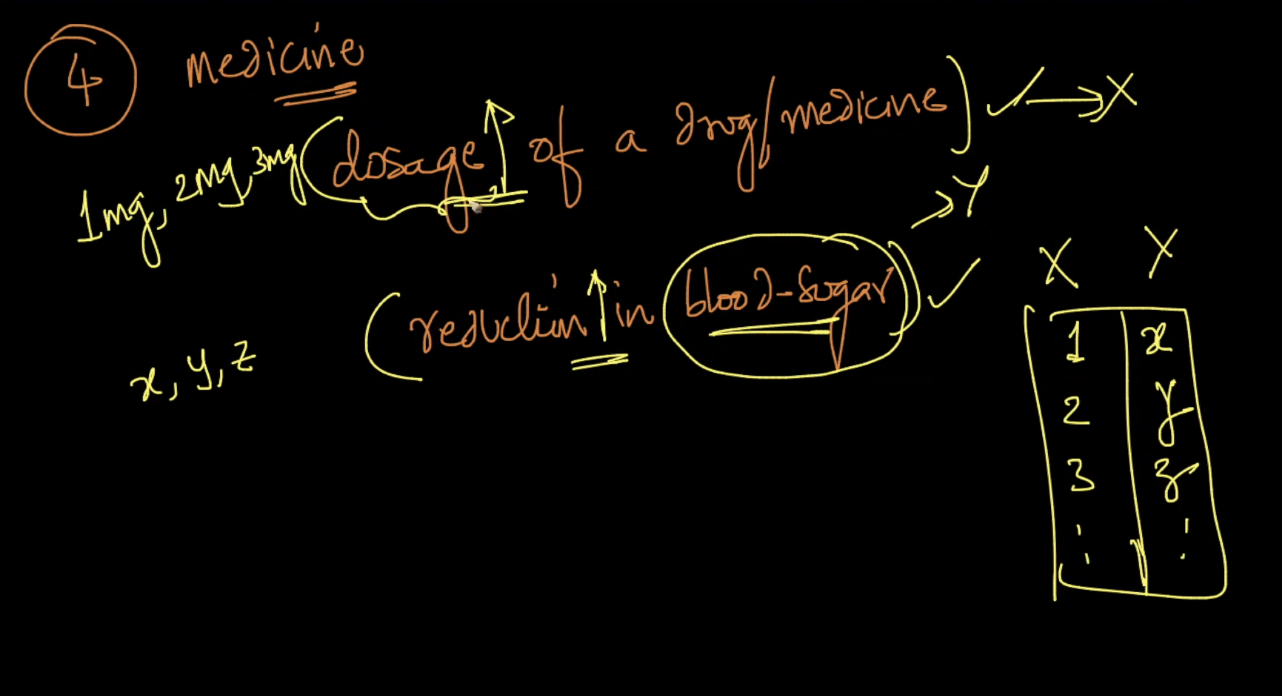 4 medicine
1mg, 2mg, 3mg (dosage ↑ of a drug/medicine) ✓ → X
→ Y
(reduction ↑ in (blood-sugar)) ✓
x, y, z
X Y
1 x
2 y
3 z
⋮ ⋮